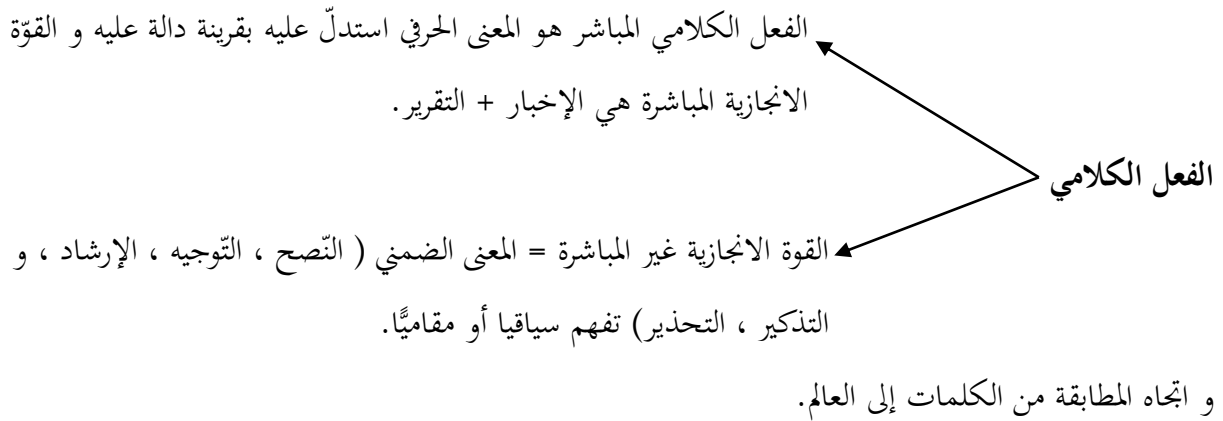 الفعل الكلامي المباشر هو المعنى الحرفي استدلّ عليه بقرينة دالة عليه و القوّة
الانجازية المباشرة هي الإخبار + التقرير.
الفعل الكلامي
القوة الانجازية غير المباشرة = المعنى الضمني ( النّصح ، التّوجيه ، الإرشاد ، و
التذكير ، التحذير) تفهم سياقيا أو مقاميًّا.
و اتجاه المطابقة من الكلمات إلى العالم.